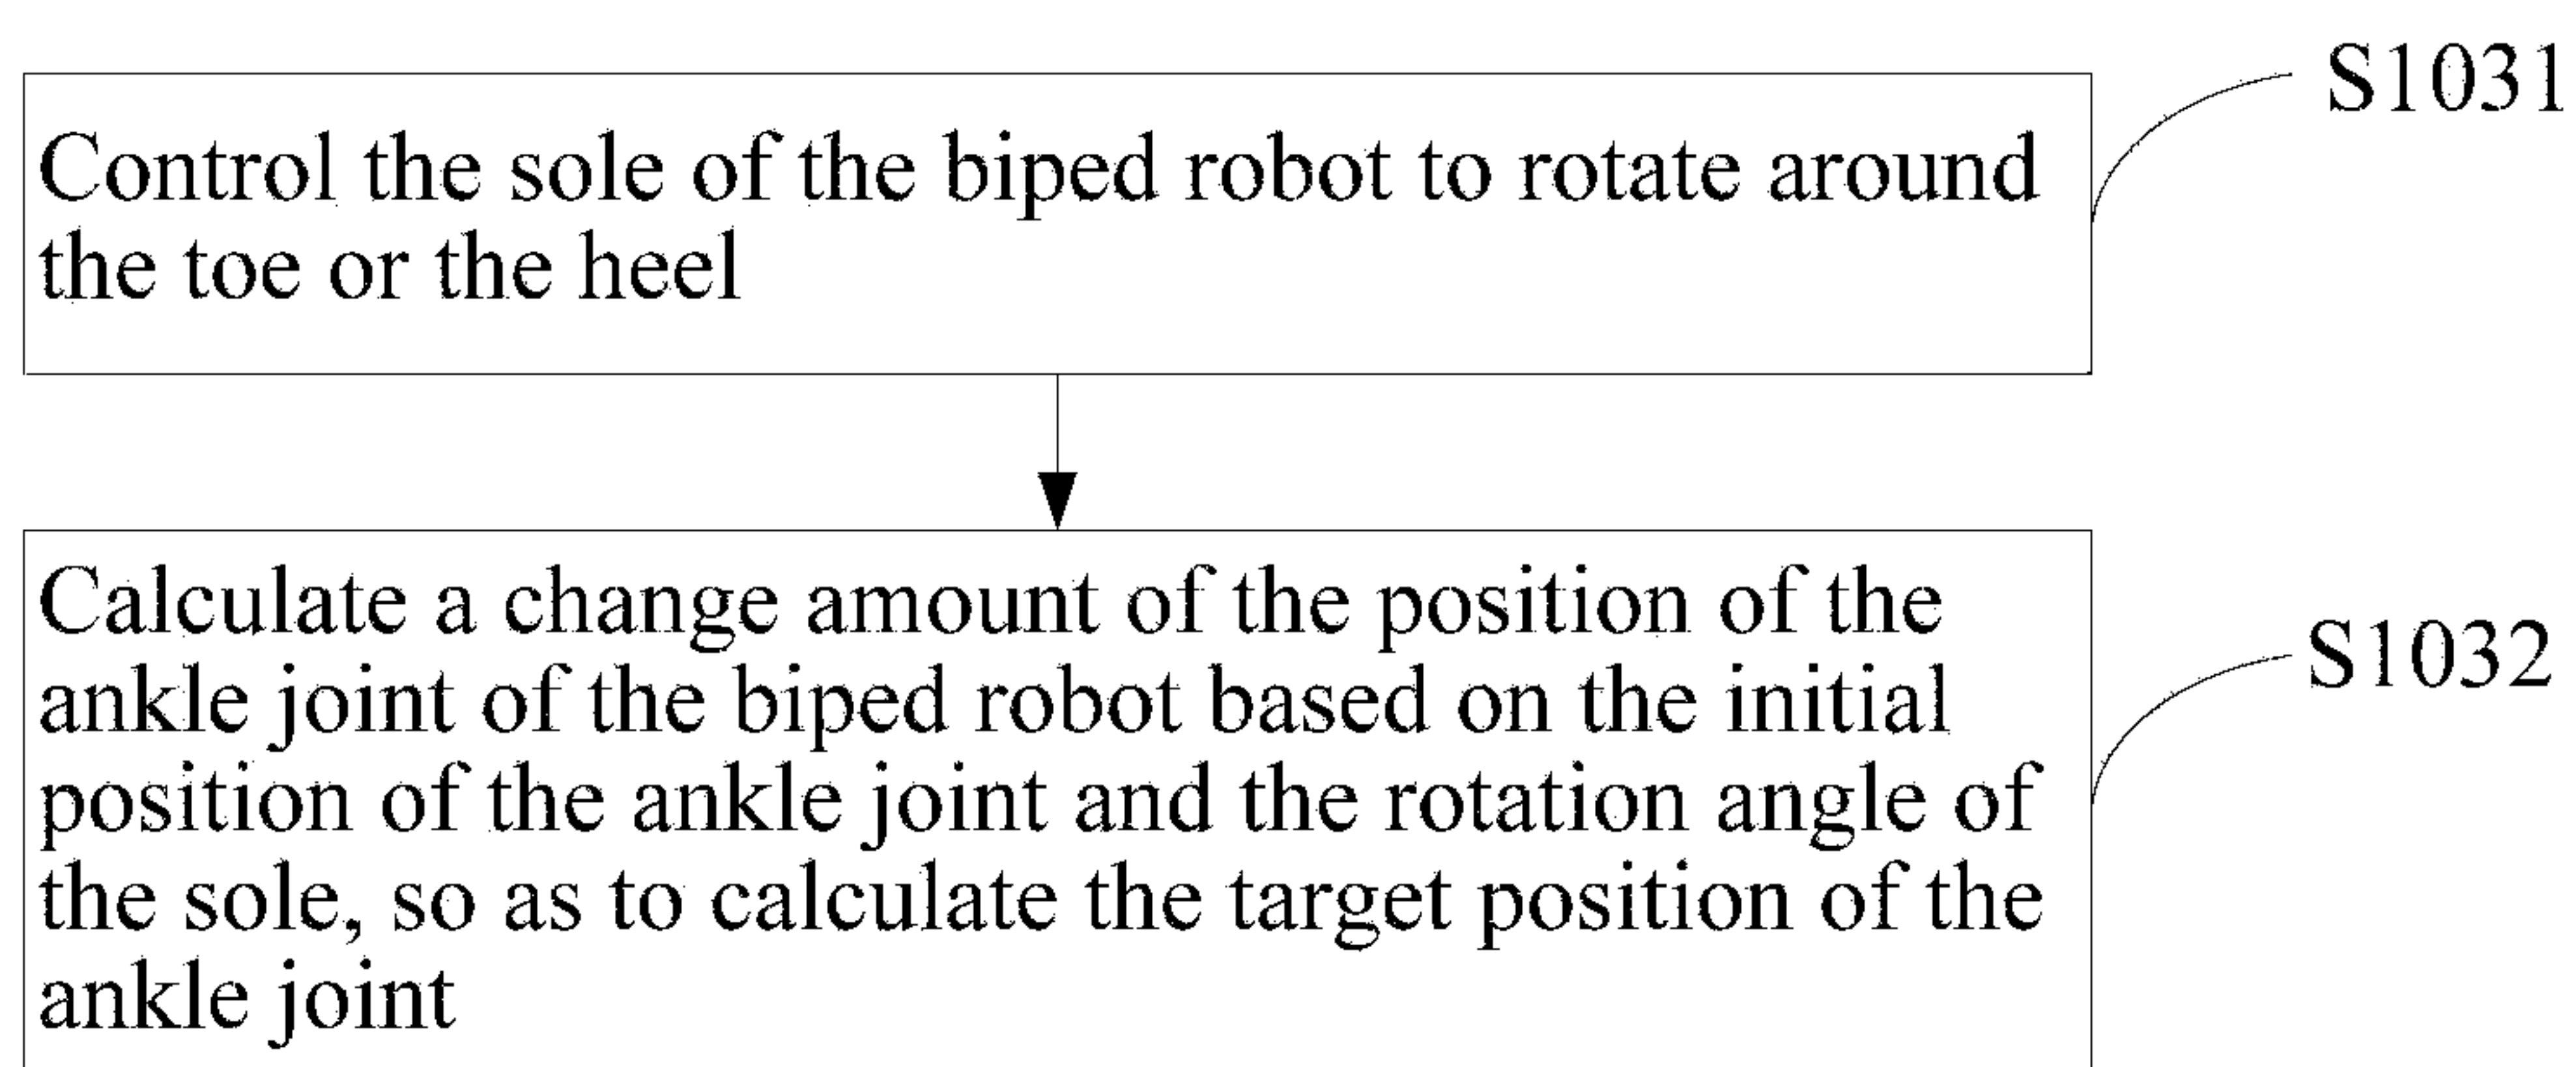 S1031
Control the sole of the biped robot to rotate around
the toe or the heel
Calculate a change amount of the position of the
ankle joint of the biped robot based on the initial
position of the ankle joint and the rotation angle of
the sole, so as to calculate the target position of the
ankle joint
S1032